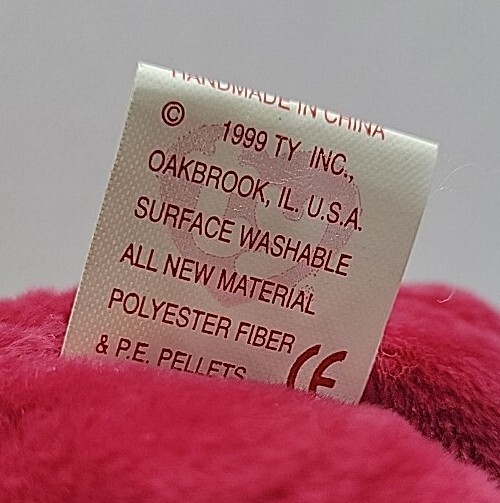 HANDMADE IN CHINA
© 1999 TY INC.,
OAKBROOK, IL. U.S.A.
SURFACE WASHABLE
ALL NEW MATERIAL
POLYESTER FIBER
& P.E. PELLETS
CE